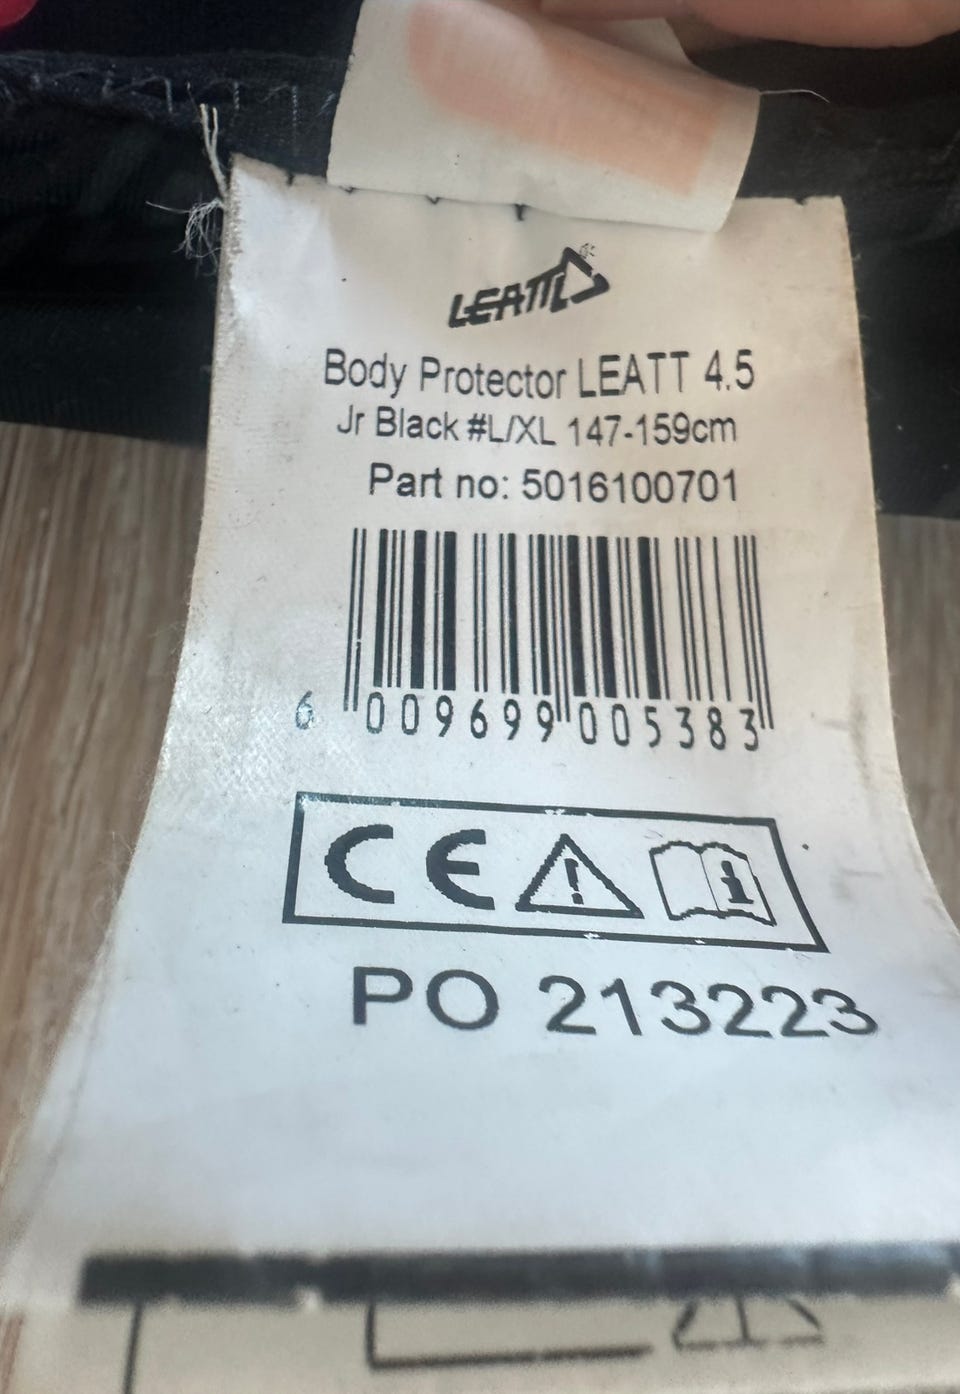 LEATT
Body Protector LEATT 4.5
Jr Black #L/XL 147-159cm
Part no: 5016100701
6 009699 005383
CE
PO 213223